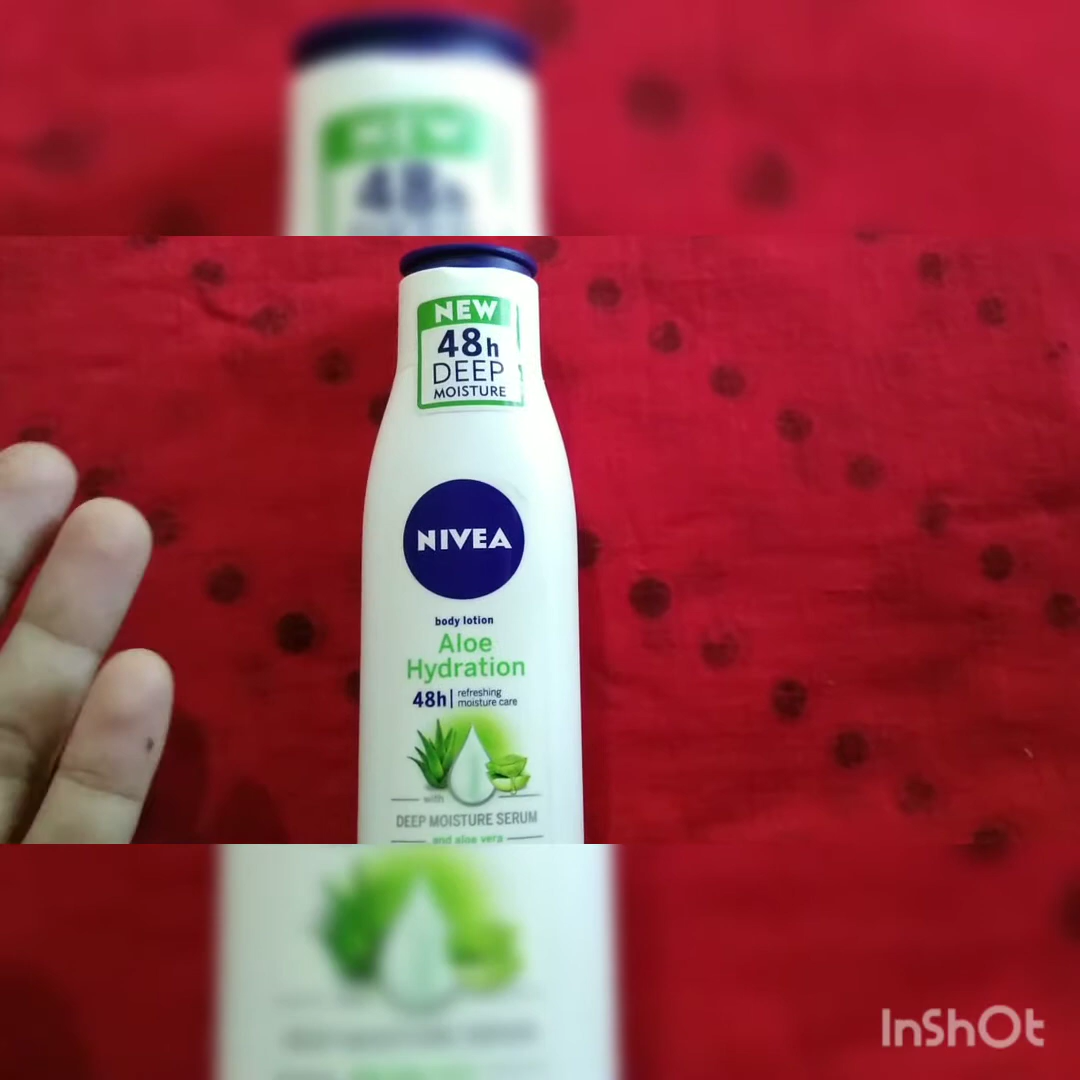 NEW
48h
DEEP
MOISTURE
NIVEA
body lotion
Aloe
Hydration
48h | refreshing
moisture care
with
DEEP MOISTURE SERUM
and aloe vera
InShOt